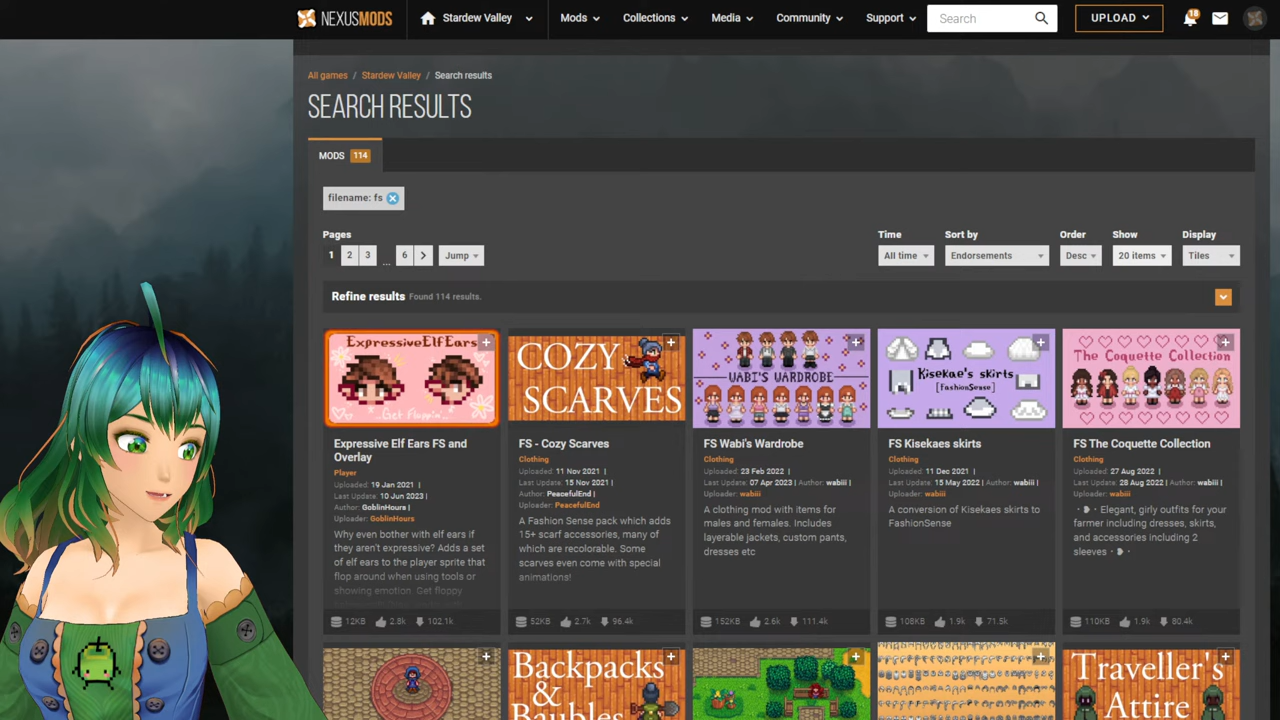 NEXUSMODS
Stardew Valley
Mods
Collections
Media
Community
Support
Search
UPLOAD
18
All games / Stardew Valley / Search results
SEARCH RESULTS
MODS 114
filename: fs
Pages
1 2 3 ... 6 Jump
Time
All time
Sort by
Endorsements
Order
Desc
Show
20 items
Display
Tiles
Refine results Found 114 results.
ExpressiveElfEars
Expressive Elf Ears FS and
Overlay
Player
Uploaded: 19 Jan 2021 |
Last Update: 10 Jun 2023 |
Author: GoblinHours |
Uploader: GoblinHours
Why even bother with elf ears if
they aren't expressive? Adds a set
of elf ears to the player sprite that
flop around when using tools or
showing emotion. Get floppy
12KB 2.8k 102.1k
COZY
SCARVES
FS - Cozy Scarves
Clothing
Uploaded: 11 Nov 2021 |
Last Update: 15 Nov 2021 |
Author: PeacefulEnd |
Uploader: PeacefulEnd
A Fashion Sense pack which adds
15+ scarf accessories, many of
which are recolorable. Some
scarves even come with special
animations!
52KB 2.7k 96.4k
WABI'S WARDROBE
FS Wabi's Wardrobe
Clothing
Uploaded: 23 Feb 2022 |
Last Update: 07 Apr 2023 | Author: wabiii |
Uploader: wabiii
A clothing mod with items for
males and females. Includes
layerable jackets, custom pants,
dresses etc
152KB 2.6k 111.4k
Kisekae's skirts
[FashionSense]
FS Kisekaes skirts
Clothing
Uploaded: 11 Dec 2021 |
Last Update: 15 May 2022 | Author: wabiii |
Uploader: wabiii
A conversion of Kisekaes skirts to
FashionSense
108KB 1.9k 71.5k
The Coquette Collection
FS The Coquette Collection
Clothing
Uploaded: 27 Aug 2022 |
Last Update: 28 Aug 2022 | Author: wabiii |
Uploader: wabiii
Elegant, girly outfits for your
farmer including dresses, skirts,
and accessories including 2
sleeves
110KB 1.9k 80.4k
Backpacks
&
Baubles
Traveller's
Attire